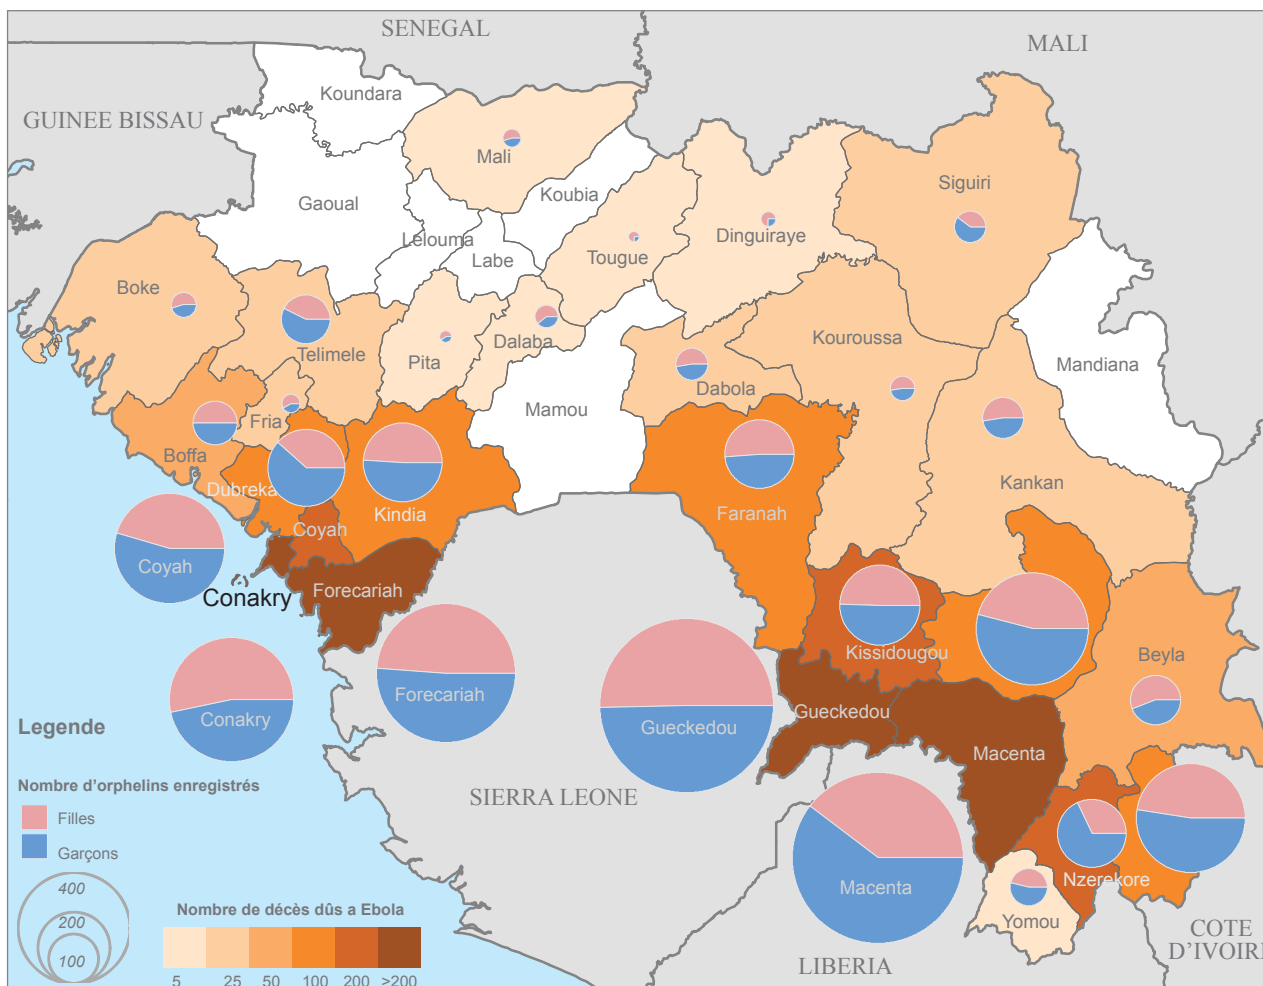 SENEGAL
MALI
GUINEE BISSAU
Koundara
Mali
Koubia
Siguiri
Gaoual
Lelouma
Labe
Tougue
Dinguiraye
Boke
Telimele
Pita
Dalaba
Kouroussa
Mandiana
Dabola
Mamou
Fria
Boffa
Dubreka
Kindia
Coyah
Faranah
Kankan
Coyah
Conakry
Forecariah
Kissidougou
Beyla
Forecariah
Gueckedou
Gueckedou
Macenta
Conakry
SIERRA LEONE
Macenta
Nzerekore
Yomou
LIBERIA
COTE
D'IVOIRE
Legende
Nombre d'orphelins enregistrés
Filles
Garçons
400
200
100
Nombre de décès dûs a Ebola
5 25 50 100 200 >200